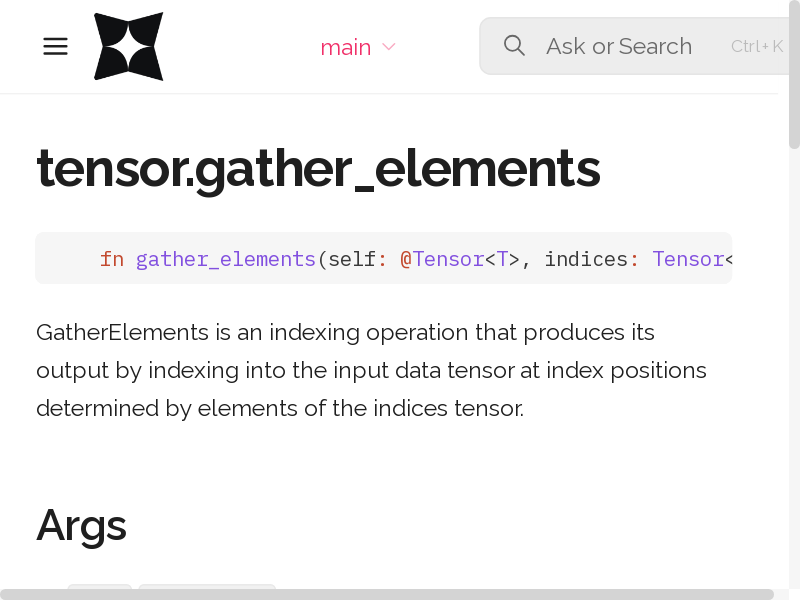 main
Ask or Search
Ctrl+K
tensor.gather_elements
fn gather_elements(self: @Tensor<T>, indices: Tensor<
GatherElements is an indexing operation that produces its
output by indexing into the input data tensor at index positions
determined by elements of the indices tensor.
Args